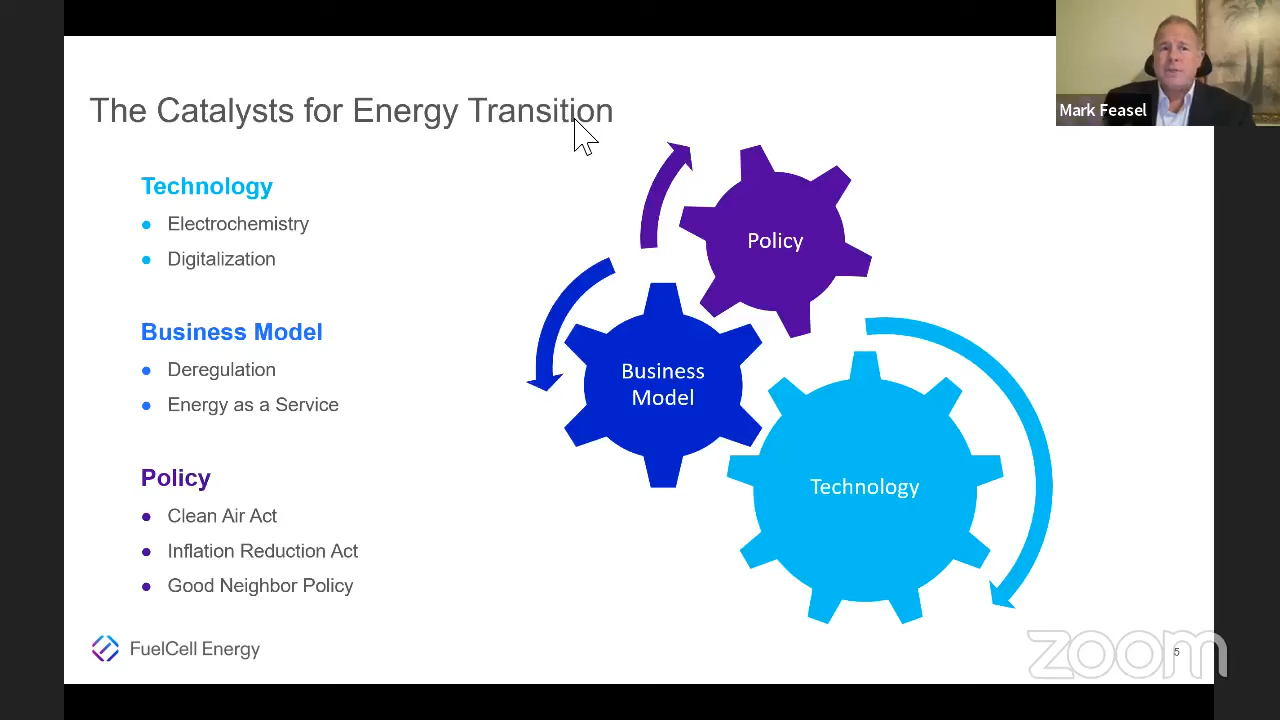 Mark Feasel
The Catalysts for Energy Transition
Technology
Electrochemistry
Digitalization
Business Model
Deregulation
Energy as a Service
Policy
Clean Air Act
Inflation Reduction Act
Good Neighbor Policy
Policy
Business
Model
Technology
FuelCell Energy
5
zoom